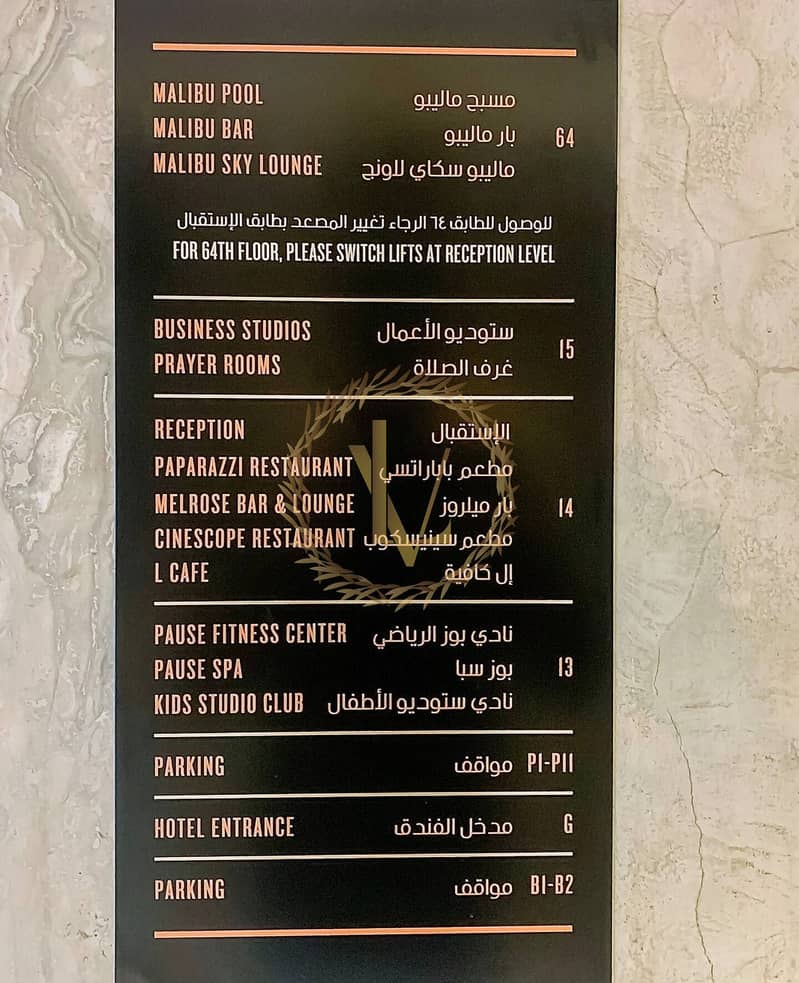 MALIBU POOL مسبح ماليبو
MALIBU BAR بار ماليبو 64
MALIBU SKY LOUNGE ماليبو سكاي للونج
للوصول للطابق ٦٤ الرجاء تغيير المصعد بطابق الإستقبال
FOR 64TH FLOOR, PLEASE SWITCH LIFTS AT RECEPTION LEVEL
BUSINESS STUDIOS ستوديو الأعمال 15
PRAYER ROOMS غرف الصلاة
RECEPTION الإستقبال
PAPARAZZI RESTAURANT مطعم باباراتسي
MELROSE BAR & LOUNGE بار ميلروز 14
CINESCOPE RESTAURANT مطعم سينيسكوب
L CAFE إل كافية
PAUSE FITNESS CENTER نادي بوز الرياضي
PAUSE SPA بوز سبا 13
KIDS STUDIO CLUB نادي ستوديو الأطفال
PARKING مواقف P1-P11
HOTEL ENTRANCE مدخل الفندق G
PARKING مواقف B1-B2
LV